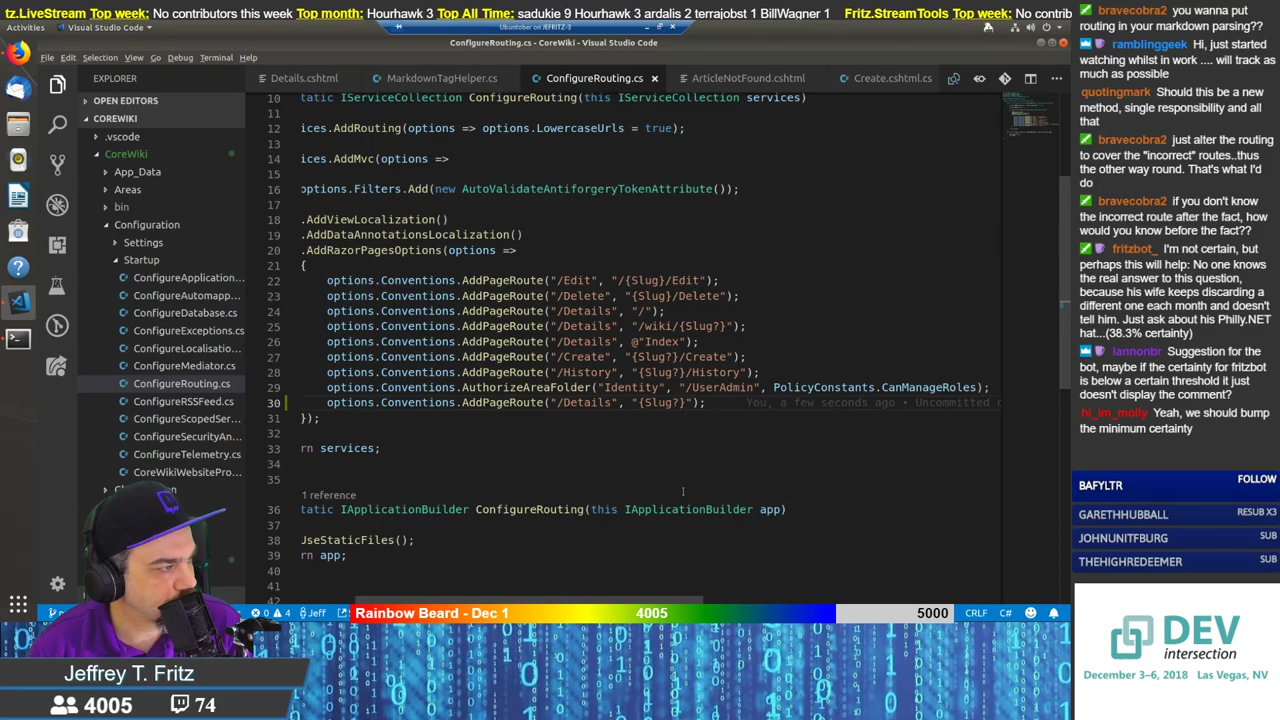 tz.LiveStream Top week: No contributors this week Top month: Hourhawk 3 Top All Time: sadukie 9 Hourhawk 3 ardalis 2 terrajobst 1 BillWagner 1 Fritz.StreamTools Top week: No contrib
Activities Visual Studio Code
Ubuntober on JEFRITZ-3
ConfigureRouting.cs - CoreWiki - Visual Studio Code
File Edit Selection View Go Debug Terminal Help
EXPLORER
Details.cshtml MarkdownTagHelper.cs ConfigureRouting.cs ArticleNotFound.cshtml Create.cshtml.cs
OPEN EDITORS
COREWIKI
.vscode
CoreWiki
App_Data
Areas
bin
Configuration
Settings
Startup
ConfigureApplication...
ConfigureAutomapp...
ConfigureDatabase.cs
ConfigureExceptions.cs
ConfigureLocalisatio...
ConfigureMediator.cs
ConfigureRouting.cs
ConfigureRSSFeed.cs
ConfigureScopedSer...
ConfigureSecurityAn...
ConfigureTelemetry.cs
CoreWikiWebsitePro...
10 tatic IServiceCollection ConfigureRouting(this IServiceCollection services)
11
12 ices.AddRouting(options => options.LowercaseUrls = true);
13
14 ices.AddMvc(options =>
15
16 options.Filters.Add(new AutoValidateAntiforgeryTokenAttribute());
17
18 .AddViewLocalization()
19 .AddDataAnnotationsLocalization()
20 .AddRazorPagesOptions(options =>
21 {
22 options.Conventions.AddPageRoute("/Edit", "/{Slug}/Edit");
23 options.Conventions.AddPageRoute("/Delete", "{Slug}/Delete");
24 options.Conventions.AddPageRoute("/Details", "/");
25 options.Conventions.AddPageRoute("/Details", "/wiki/{Slug?}");
26 options.Conventions.AddPageRoute("/Details", @"Index");
27 options.Conventions.AddPageRoute("/Create", "{Slug?}/Create");
28 options.Conventions.AddPageRoute("/History", "{Slug?}/History");
29 options.Conventions.AuthorizeAreaFolder("Identity", "/UserAdmin", PolicyConstants.CanManageRoles);
30 options.Conventions.AddPageRoute("/Details", "{Slug?}"); You, a few seconds ago • Uncommitted c
31 });
32
33 rn services;
34
35
1 reference
36 tatic IApplicationBuilder ConfigureRouting(this IApplicationBuilder app)
37
38 UseStaticFiles();
39 rn app;
40
41
0 4 Jeff
CRLF C#
Rainbow Beard - Dec 1 4005 5000
Jeffrey T. Fritz
4005 74
bravecobra2 you wanna put
routing in your markdown parsing??
ramblinggeek Hi, just started
watching whilst in work .... will track as
much as possible
quotingmark Should this be a new
method, single responsibility and all
that
bravecobra2 just alter the routing
to cover the "incorrect" routes..thus
the other way round. That's what I'd
do
bravecobra2 if you don't know
the incorrect route after the fact, how
would you know before the fact??
fritzbot_ I'm not certain, but
perhaps this will help: No one knows
the real answer to this question,
because his wife keeps discarding a
different one each month and doesn't
tell him. Just ask about his Philly.NET
hat...(38.3% certainty)
lannonbr Suggestion for the
bot, maybe if the certainty for fritzbot
is below a certain threshold it just
doesn't display the comment?
hi_im_molly Yeah, we should bump
the minimum certainty
BAFYLTR FOLLOW
GARETHHUBBALL RESUB X3
JOHNUNITFBURG SUB
THEHIGHREDEEMER SUB
DEV
intersection
December 3–6, 2018 Las Vegas, NV